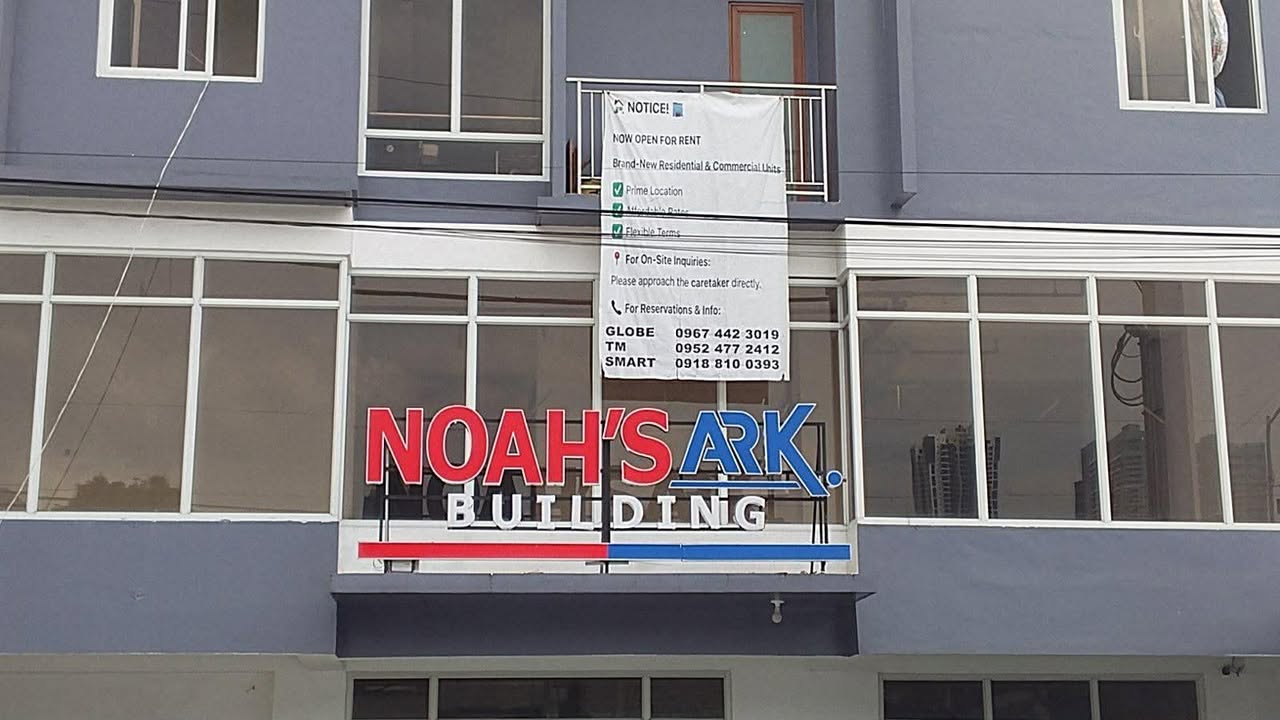 NOTICE!
NOW OPEN FOR RENT
Brand-New Residential & Commercial Units
Prime Location
Affordable Rates
Flexible Terms
For On-Site Inquiries:
Please approach the caretaker directly.
For Reservations & Info:
GLOBE 0967 442 3019
TM 0952 477 2412
SMART 0918 810 0393
NOAH'S ARK.
BUILDING